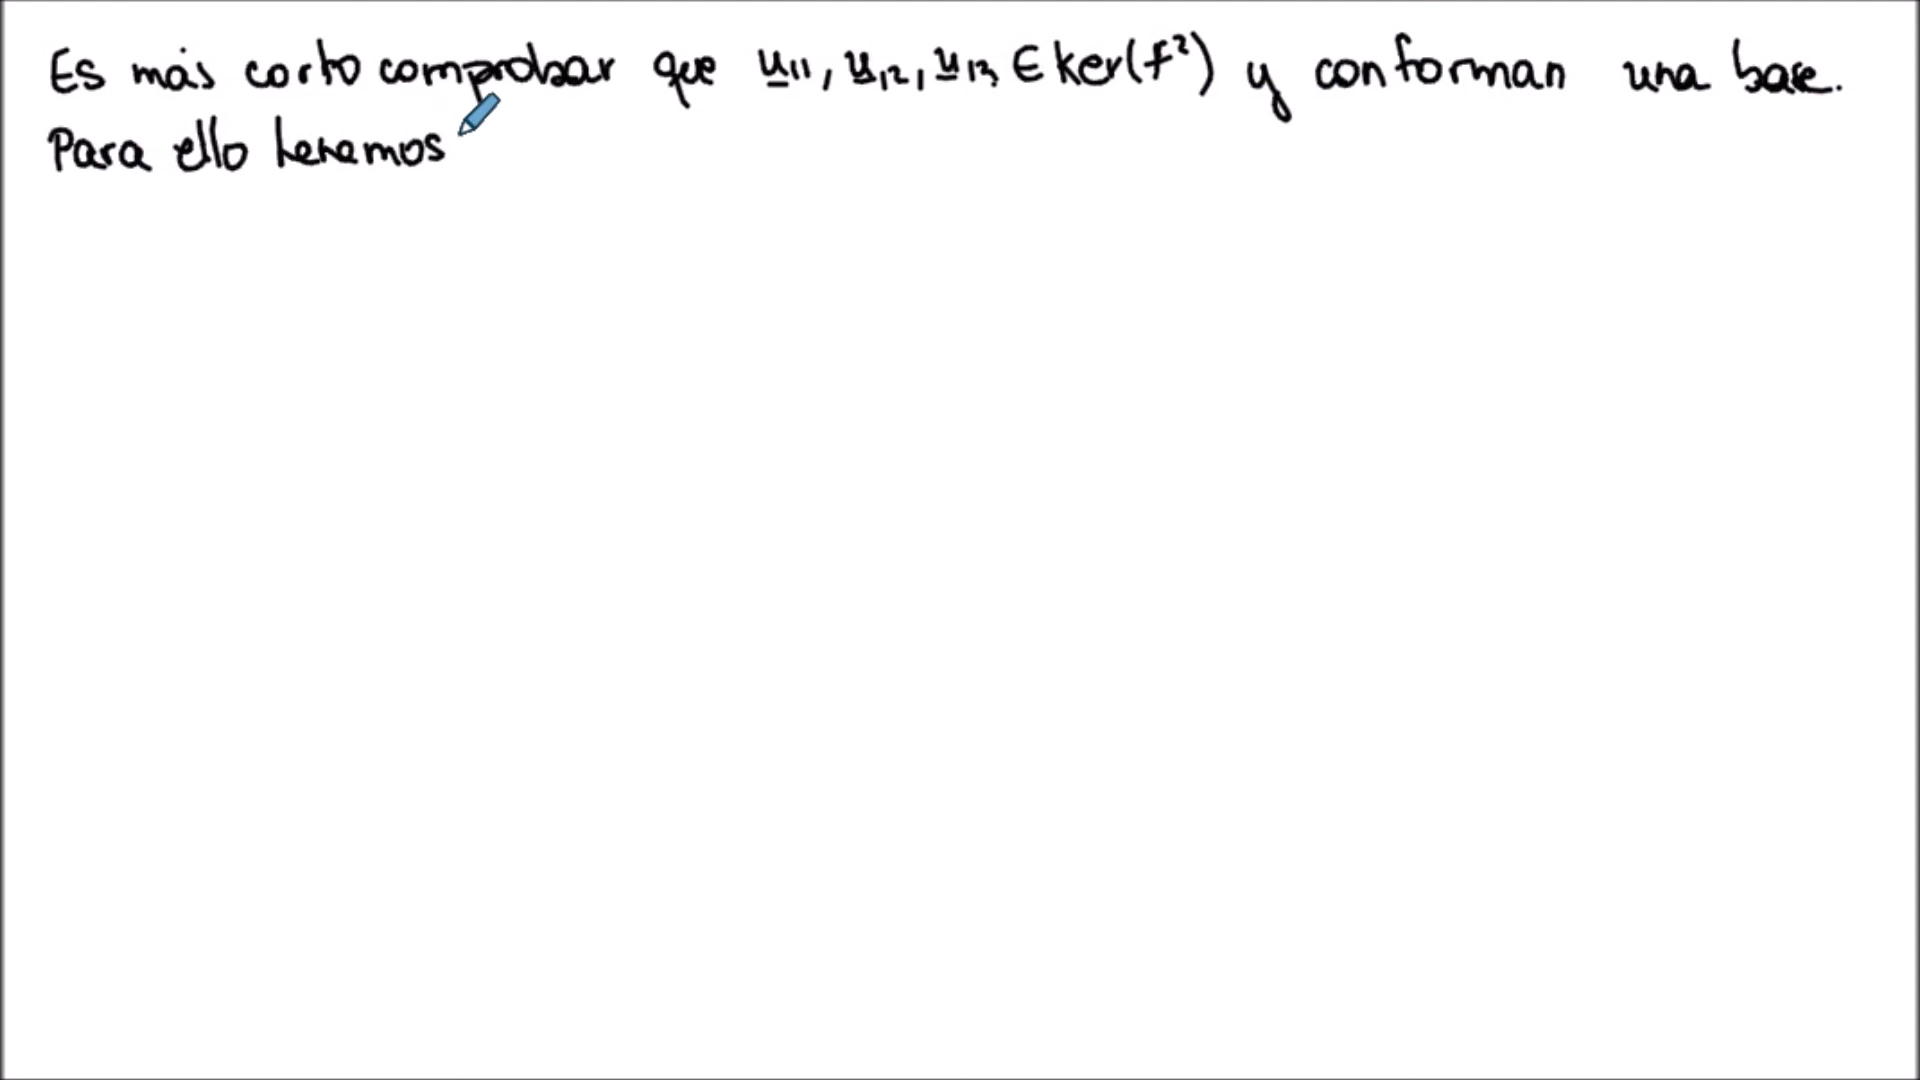 Es más corto comprobar que u11, u12, u13 ∈ ker(f²) y conforman una base.
Para ello tenemos